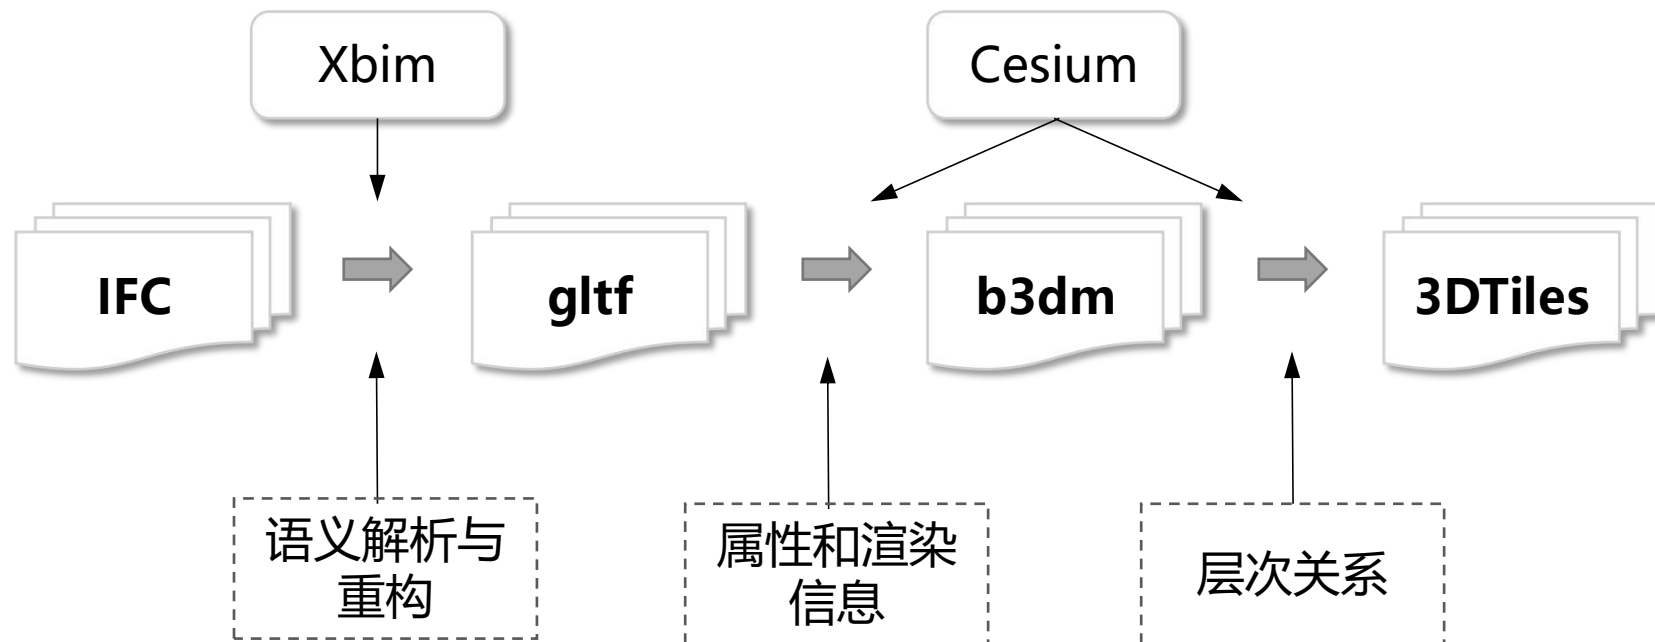 Xbim
Cesium
IFC
gltf
b3dm
3DTiles
语义解析与
重构
属性和渲染
信息
层次关系